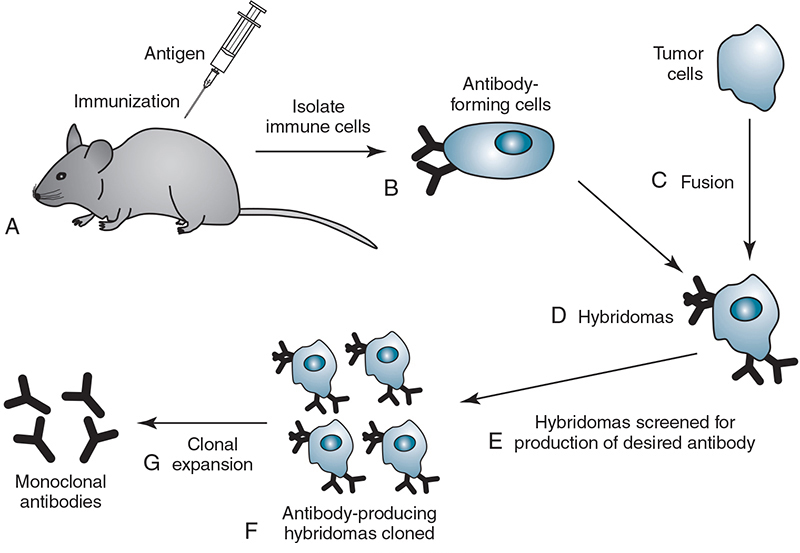 Antigen
Immunization
A
Isolate
immune cells
Antibody-
forming cells
B
Tumor
cells
C Fusion
D Hybridomas
E Hybridomas screened for
production of desired antibody
F Antibody-producing
hybridomas cloned
G Clonal
expansion
Monoclonal
antibodies